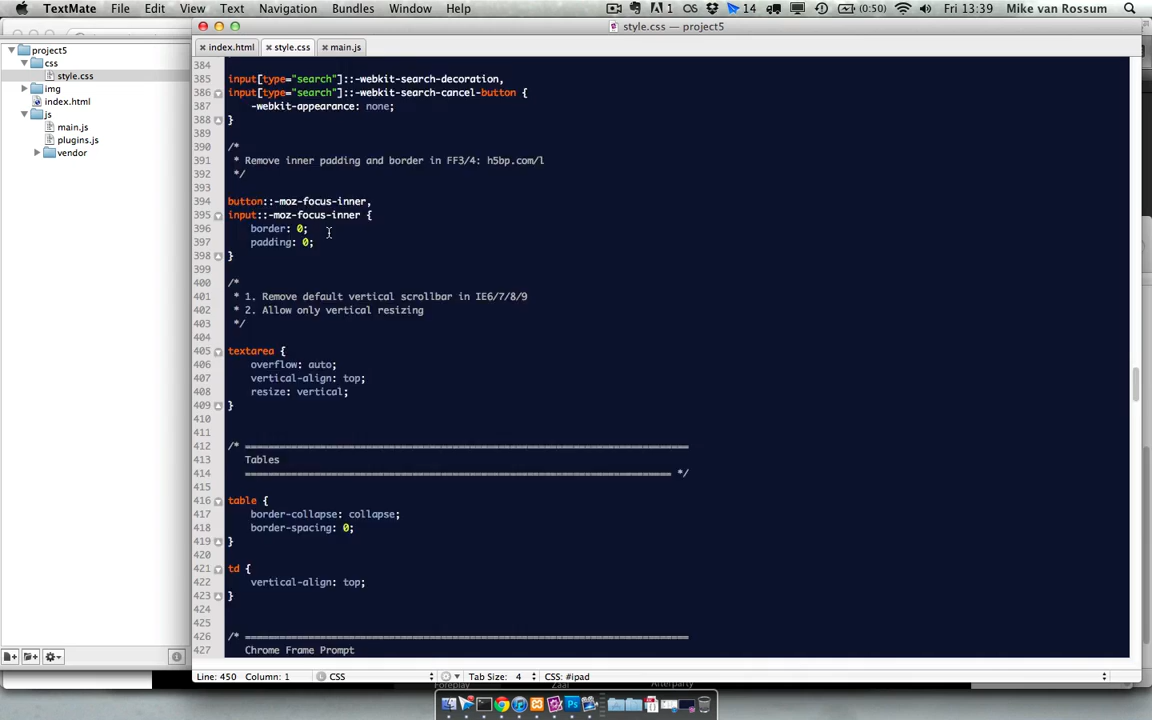 TextMate File Edit View Text Navigation Bundles Window Help 1 14 (0:50) Fri 13:39 Mike van Rossum
style.css — project5
index.html style.css main.js
project5
css
style.css
img
index.html
js
main.js
plugins.js
vendor
384
385 input[type="search"]::-webkit-search-decoration,
386 input[type="search"]::-webkit-search-cancel-button {
387 -webkit-appearance: none;
388 }
389
390 /*
391 * Remove inner padding and border in FF3/4: h5bp.com/l
392 */
393
394 button::-moz-focus-inner,
395 input::-moz-focus-inner {
396 border: 0;
397 padding: 0;
398 }
399
400 /*
401 * 1. Remove default vertical scrollbar in IE6/7/8/9
402 * 2. Allow only vertical resizing
403 */
404
405 textarea {
406 overflow: auto;
407 vertical-align: top;
408 resize: vertical;
409 }
410
411
412 /* ==========================================================================
413 Tables
414 ========================================================================== */
415
416 table {
417 border-collapse: collapse;
418 border-spacing: 0;
419 }
420
421 td {
422 vertical-align: top;
423 }
424
425
426 /* ==========================================================================
427 Chrome Frame Prompt
Line: 450 Column: 1 CSS Tab Size: 4 CSS: #ipad
Foreplay Zaal Afterparty